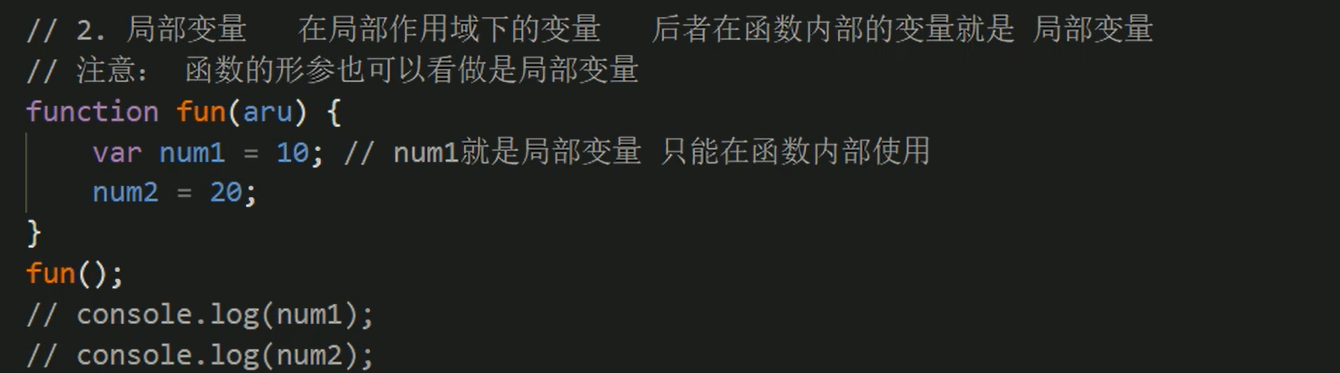 // 2. 局部变量   在局部作用域下的变量   后者在函数内部的变量就是 局部变量
// 注意： 函数的形参也可以看做是局部变量
function fun(aru) {
    var num1 = 10; // num1就是局部变量 只能在函数内部使用
    num2 = 20;
}
fun();
// console.log(num1);
// console.log(num2);